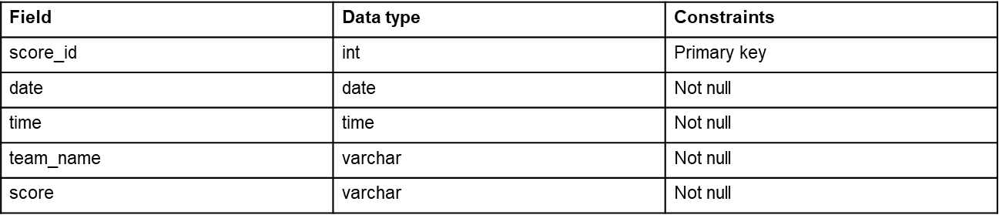 Field Data type Constraints
score_id int Primary key
date date Not null
time time Not null
team_name varchar Not null
score varchar Not null